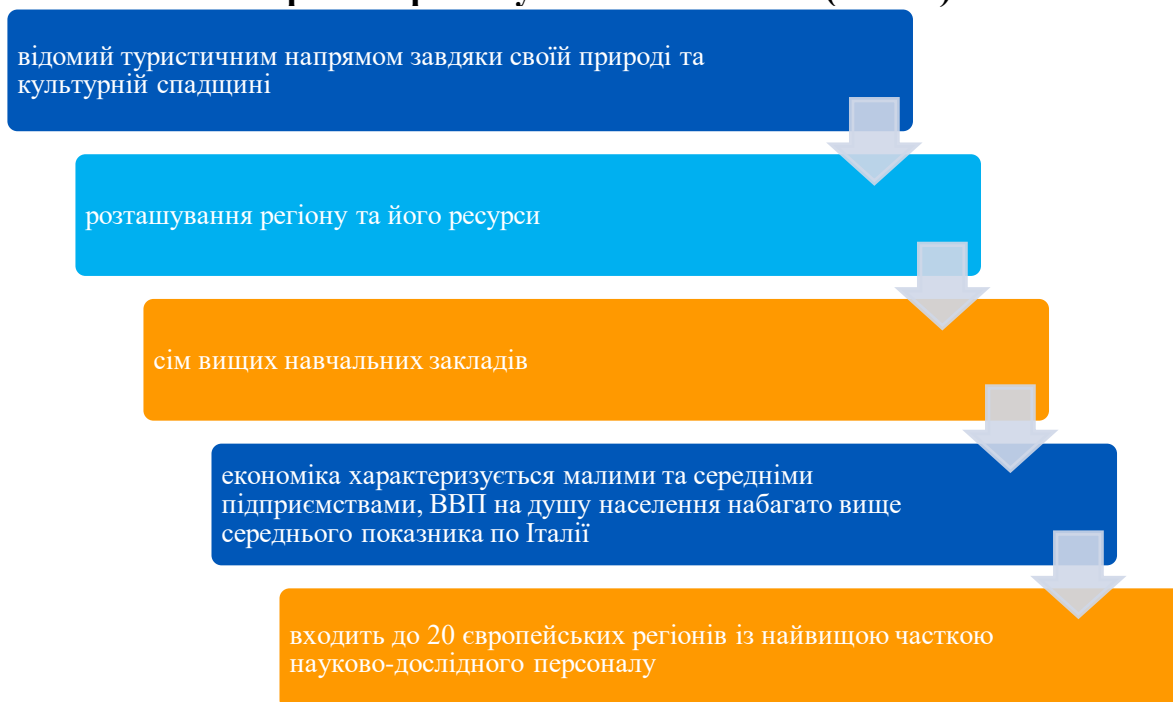 відомий туристичним напрямом завдяки своїй природі та
культурній спадщині
розташування регіону та його ресурси
сім вищих навчальних закладів
економіка характеризується малими та середніми
підприємствами, ВВП на душу населення набагато вище
середнього показника по Італії
входить до 20 європейських регіонів із найвищою часткою
науково-дослідного персоналу